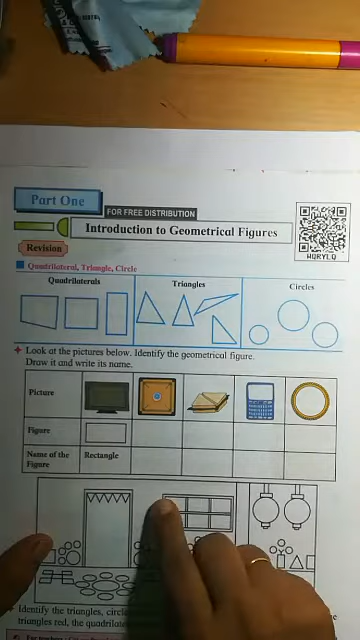 Part One
FOR FREE DISTRIBUTION
Introduction to Geometrical Figures
WQRYLQ
Revision
Quadrilateral, Triangle, Circle
Quadrilaterals
Triangles
Circles
Look at the pictures below. Identify the geometrical figure.
Draw it and write its name.
Picture
Figure
Name of the
Figure
Rectangle
Identify the triangles, circle
triangles red, the quadrilate